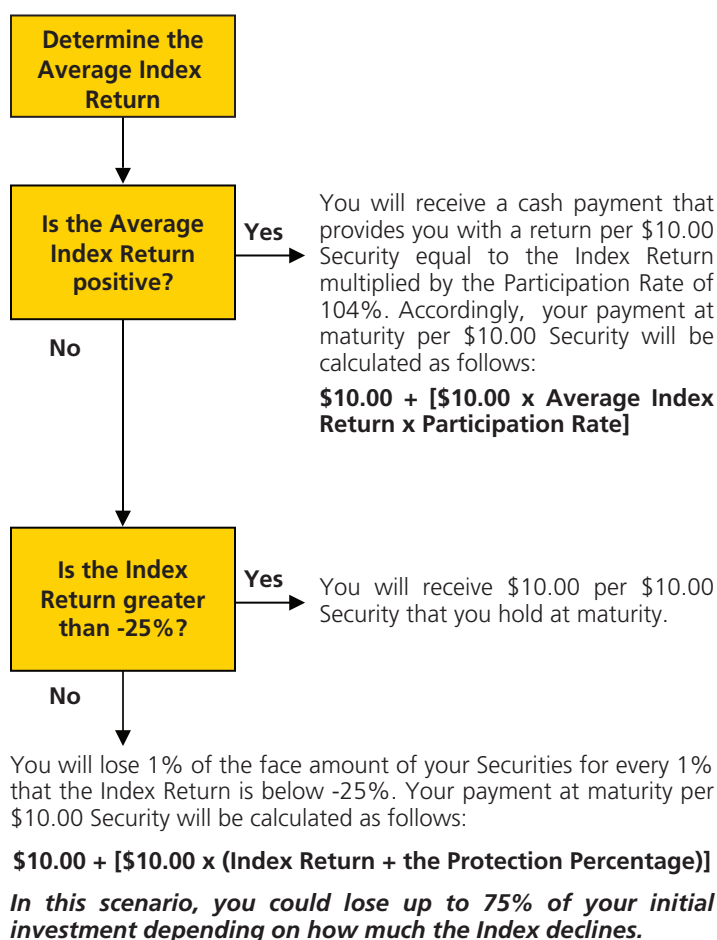 Determine the
Average Index
Return
Is the Average
Index Return
positive?
Yes
You will receive a cash payment that
provides you with a return per $10.00
Security equal to the Index Return
multiplied by the Participation Rate of
104%. Accordingly, your payment at
maturity per $10.00 Security will be
calculated as follows:
$10.00 + [$10.00 x Average Index
Return x Participation Rate]
No
Is the Index
Return greater
than -25%?
Yes
You will receive $10.00 per $10.00
Security that you hold at maturity.
No
You will lose 1% of the face amount of your Securities for every 1%
that the Index Return is below -25%. Your payment at maturity per
$10.00 Security will be calculated as follows:
$10.00 + [$10.00 x (Index Return + the Protection Percentage)]
In this scenario, you could lose up to 75% of your initial
investment depending on how much the Index declines.